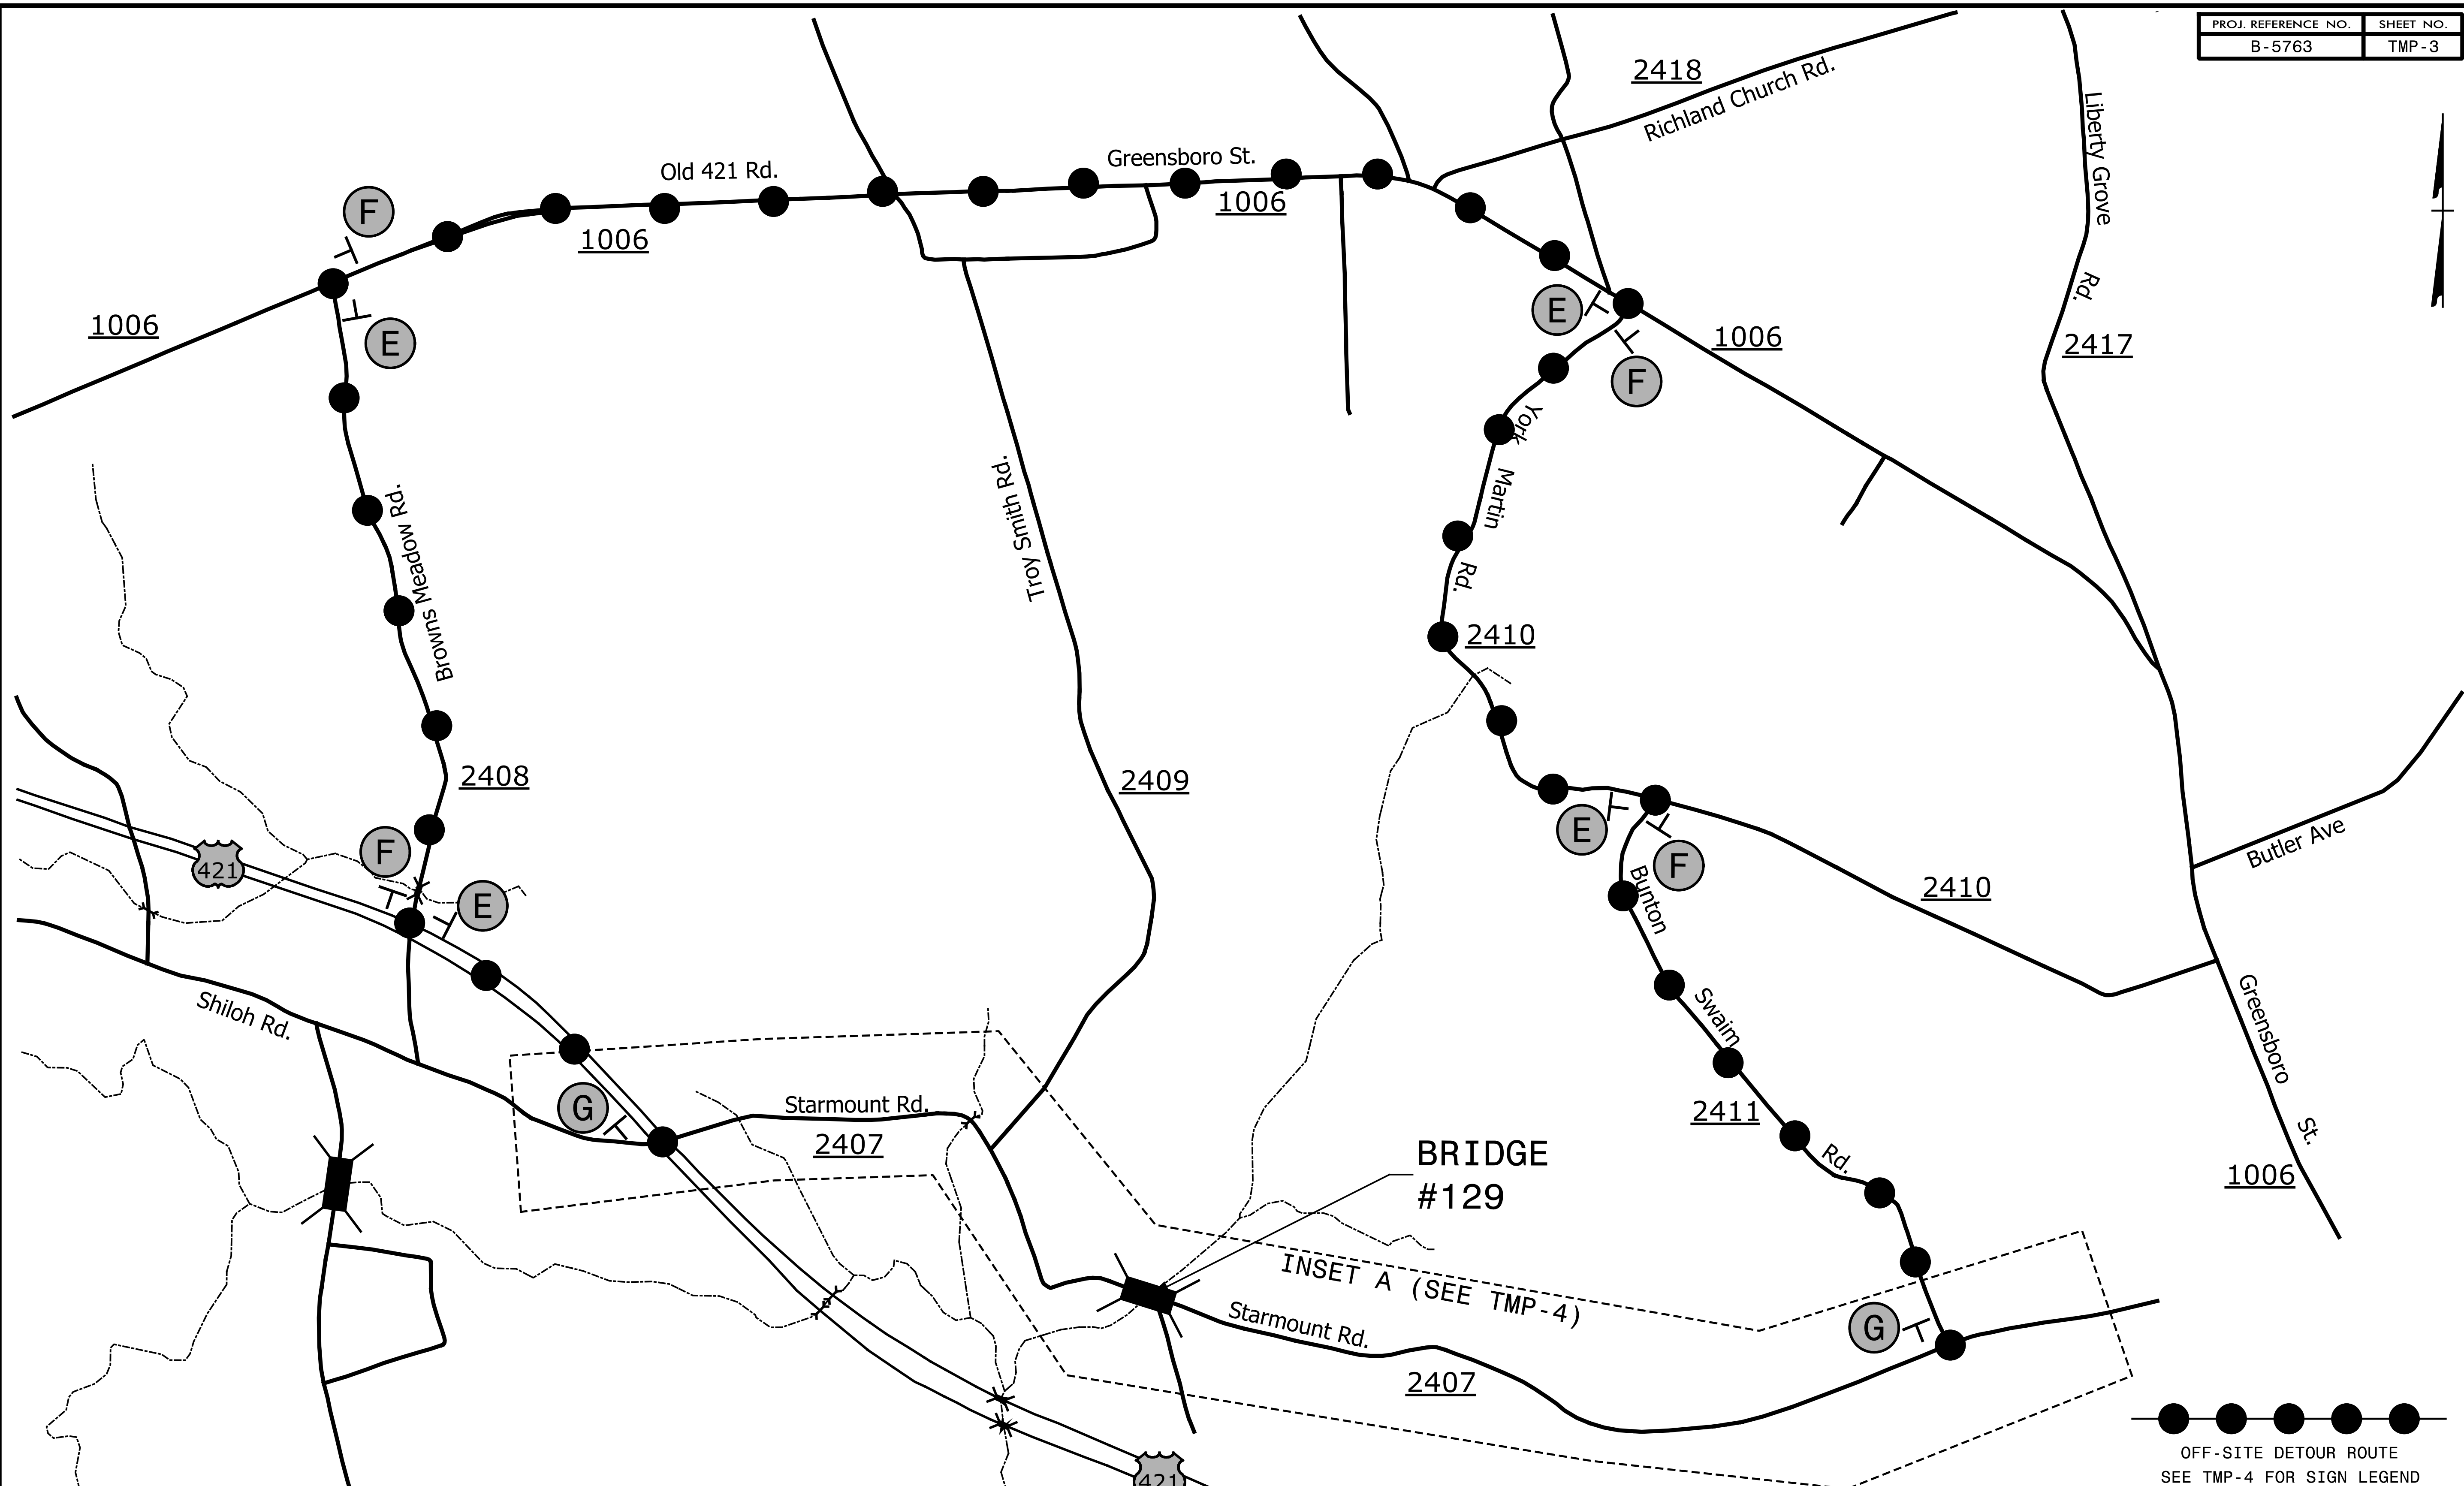 PROJ. REFERENCE NO.
SHEET NO.
B-5763
TMP-3
2418
Richland Church Rd.
Liberty Grove
Rd.
2417
Old 421 Rd.
Greensboro St.
1006
1006
F
E
1006
E
F
1006
York
Martin
Rd.
2410
Troy Smith Rd.
Browns Meadow Rd.
2408
2409
F
E
421
E
F
Bunton
2410
Butler Ave
Shiloh Rd.
Swaim
Greensboro
St.
G
Starmount Rd.
2407
2411
Rd.
1006
BRIDGE
#129
INSET A (SEE TMP-4)
Starmount Rd.
2407
G
421
OFF-SITE DETOUR ROUTE
SEE TMP-4 FOR SIGN LEGEND